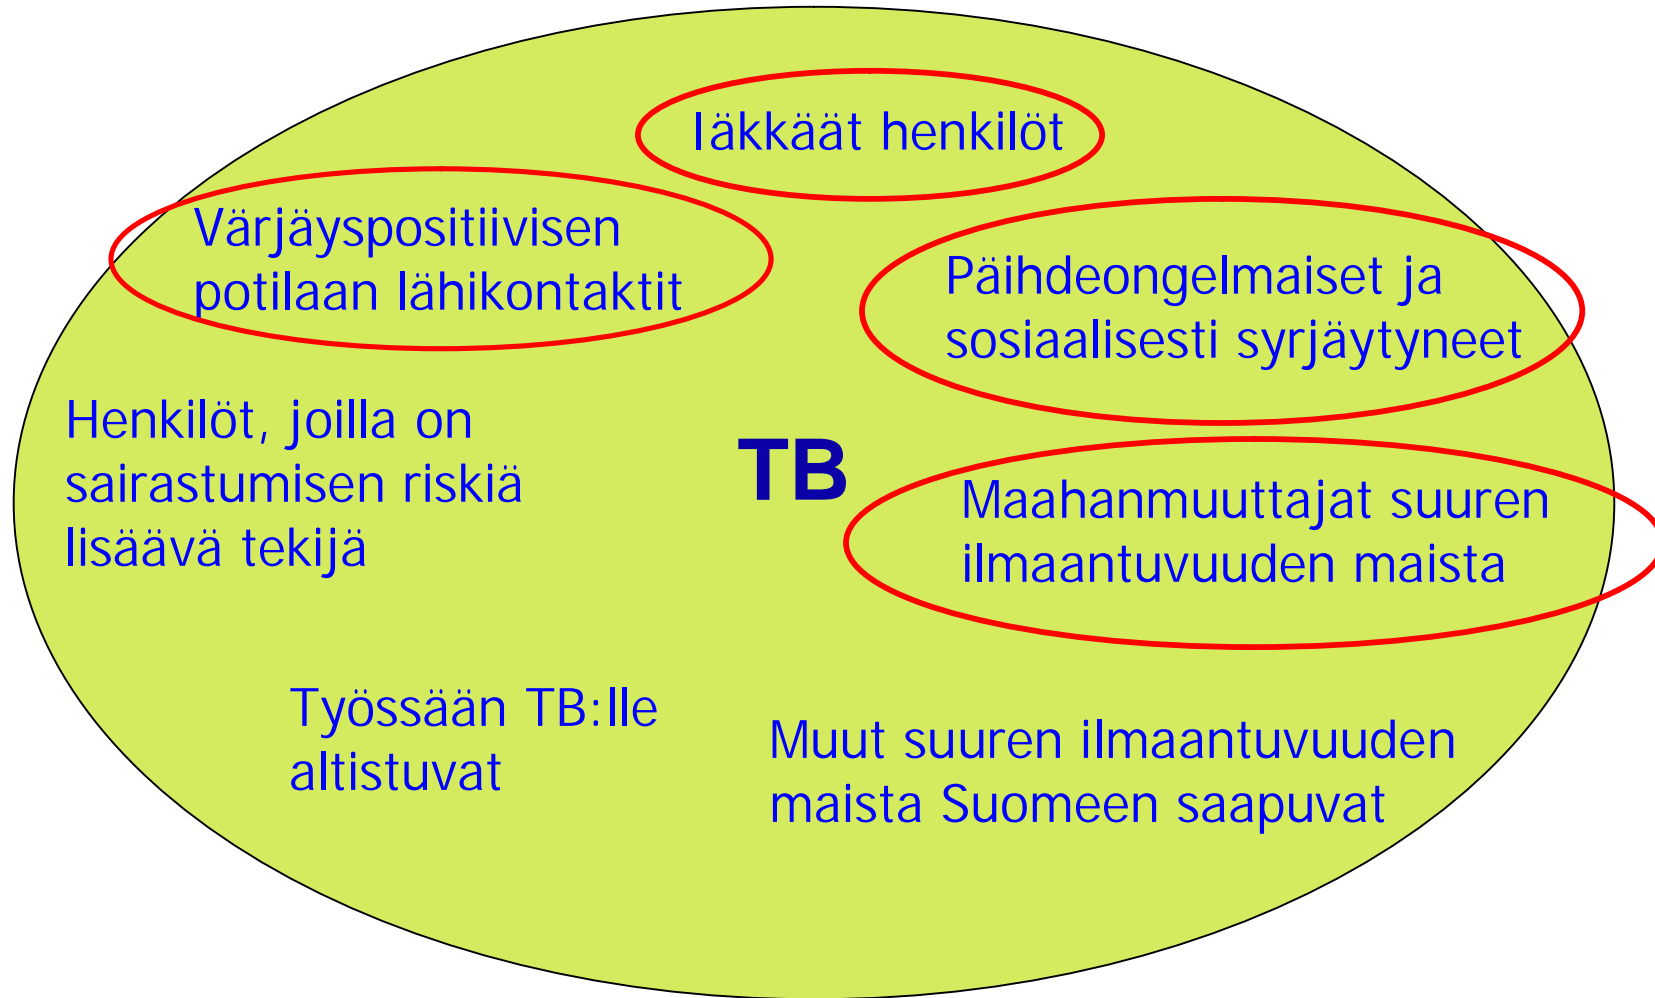 Iäkkäät henkilöt
Värjäyspositiivisen
potilaan lähikontaktit
Päihdeongelmaiset ja
sosiaalisesti syrjäytyneet
Henkilöt, joilla on
sairastumisen riskiä
lisäävä tekijä
TB
Maahanmuuttajat suuren
ilmaantuvuuden maista
Työssään TB:lle
altistuvat
Muut suuren ilmaantuvuuden
maista Suomeen saapuvat